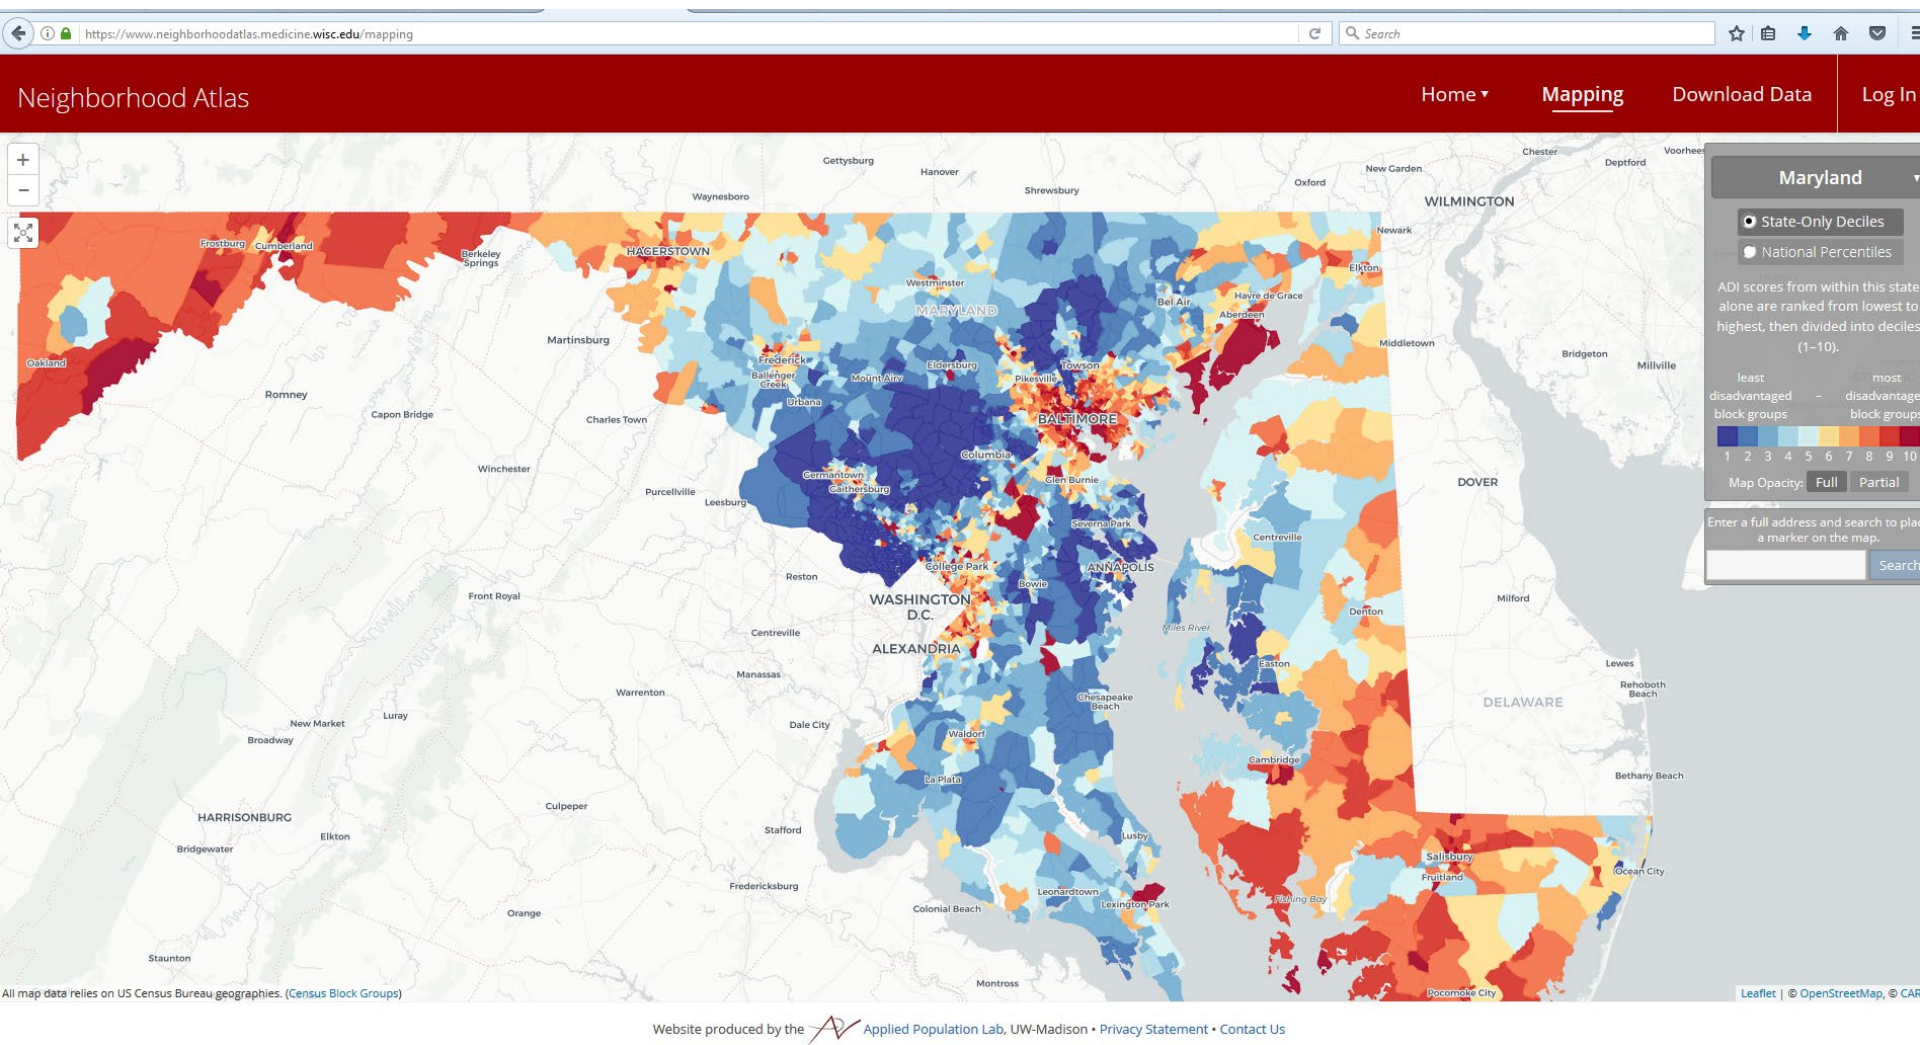 https://www.neighborhoodatlas.medicine.wisc.edu/mapping
Search
Neighborhood Atlas
Home
Mapping
Download Data
Log In
+
−
Maryland
State-Only Deciles
National Percentiles
ADI scores from within this state
alone are ranked from lowest to
highest, then divided into deciles
(1–10).
least
disadvantaged
block groups
–
most
disadvantage
block groups
1 2 3 4 5 6 7 8 9 10
Map Opacity: Full Partial
Enter a full address and search to plac
a marker on the map.
Search
Gettysburg
Hanover
Shrewsbury
Waynesboro
Oxford
New Garden
Chester
Deptford
Voorhees
WILMINGTON
Newark
Frostburg
Cumberland
Berkeley
Springs
HAGERSTOWN
Elkton
Westminster
MARYLAND
Bel Air
Havre de Grace
Aberdeen
Oakland
Martinsburg
Middletown
Bridgeton
Millville
Romney
Capon Bridge
Charles Town
Frederick
Ballenger
Creek
Urbana
Mount Airy
Eldersburg
Pikesville
Towson
BALTIMORE
Winchester
Purcellville
Leesburg
Germantown
Gaithersburg
Columbia
Glen Burnie
DOVER
Severna Park
Centreville
College Park
ANNAPOLIS
Bowie
Reston
Front Royal
WASHINGTON
D.C.
Milford
Denton
Miles River
Centreville
ALEXANDRIA
Easton
Lewes
Rehoboth
Beach
Manassas
Warrenton
Chesapeake
Beach
DELAWARE
New Market
Luray
Broadway
Dale City
Waldorf
Cambridge
La Plata
Bethany Beach
Culpeper
HARRISONBURG
Elkton
Stafford
Lusby
Bridgewater
Salisbury
Fruitland
Ocean City
Fredericksburg
Leonardtown
Lexington Park
Fishing Bay
Colonial Beach
Orange
Staunton
Montross
Pocomoke City
All map data relies on US Census Bureau geographies. (Census Block Groups)
Leaflet | © OpenStreetMap, © CAR
Website produced by the Applied Population Lab, UW-Madison • Privacy Statement • Contact Us